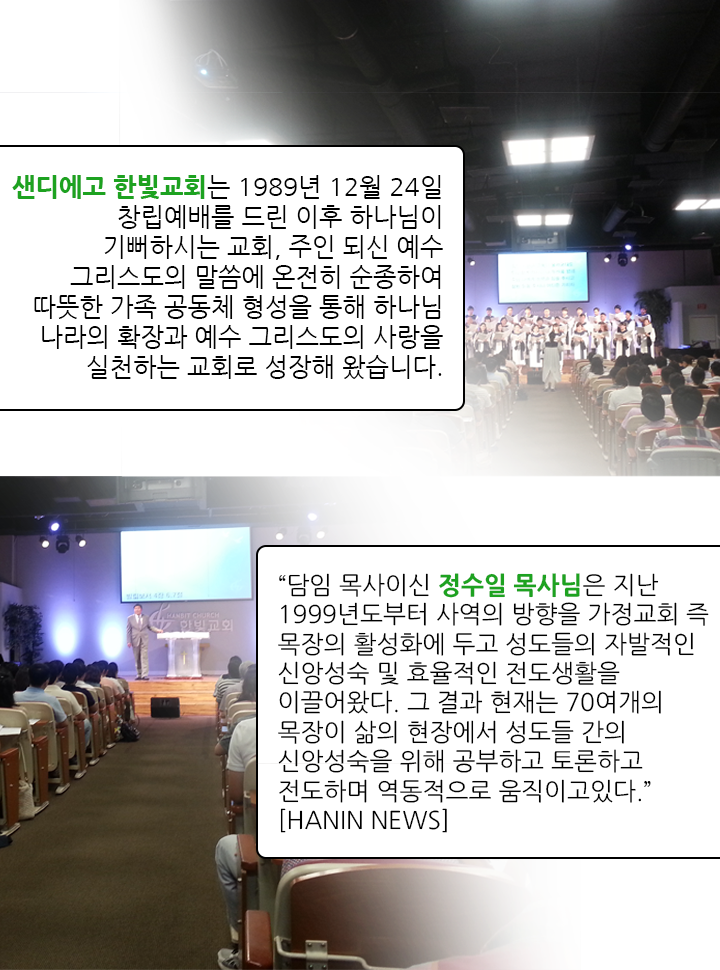 샌디에고 한빛교회는 1989년 12월 24일
창립예배를 드린 이후 하나님이
기뻐하시는 교회, 주인 되신 예수
그리스도의 말씀에 온전히 순종하여
따뜻한 가족 공동체 형성을 통해 하나님
나라의 확장과 예수 그리스도의 사랑을
실천하는 교회로 성장해 왔습니다.
HANBIT CHURCH
한빛교회
“담임 목사이신 정수일 목사님은 지난
1999년도부터 사역의 방향을 가정교회 즉
목장의 활성화에 두고 성도들의 자발적인
신앙성숙 및 효율적인 전도생활을
이끌어왔다. 그 결과 현재는 70여개의
목장이 삶의 현장에서 성도들 간의
신앙성숙을 위해 공부하고 토론하고
전도하며 역동적으로 움직이고있다.”
[HANIN NEWS]